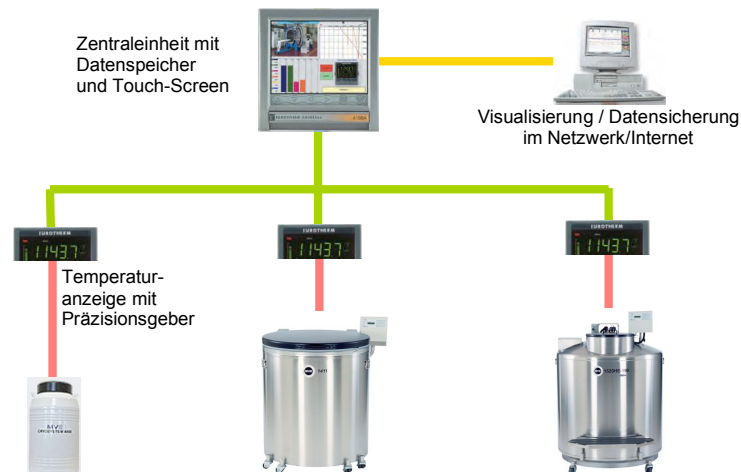 Zentraleinheit mit
Datenspeicher
und Touch-Screen
Visualisierung / Datensicherung
im Netzwerk/Internet
EUROTHERM
1143.7
EUROTHERM
1143.7
EUROTHERM
1143.7
Temperatur-
anzeige mit
Präzisionsgeber
MVE